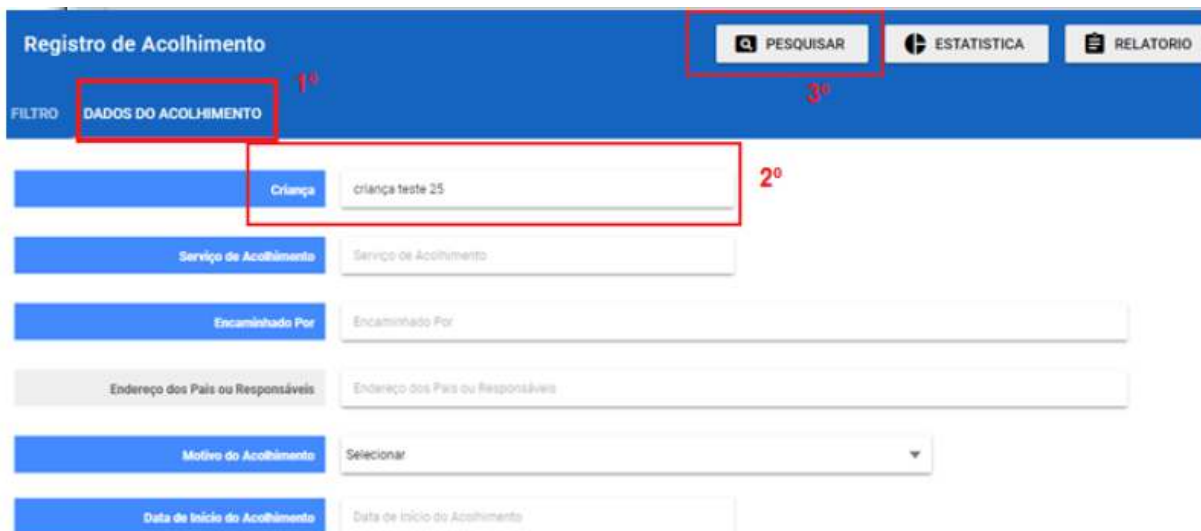 Registro de Acolhimento
PESQUISAR
ESTATISTICA
RELATORIO
1º
3º
FILTRO
DADOS DO ACOLHIMENTO
Criança
criança teste 25
2º
Serviço de Acolhimento
Serviço de Acolhimento
Encaminhado Por
Encaminhado Por
Endereço dos Pais ou Responsáveis
Endereço dos Pais ou Responsáveis
Motivo do Acolhimento
Selecionar
Data de Início do Acolhimento
Data de Início do Acolhimento